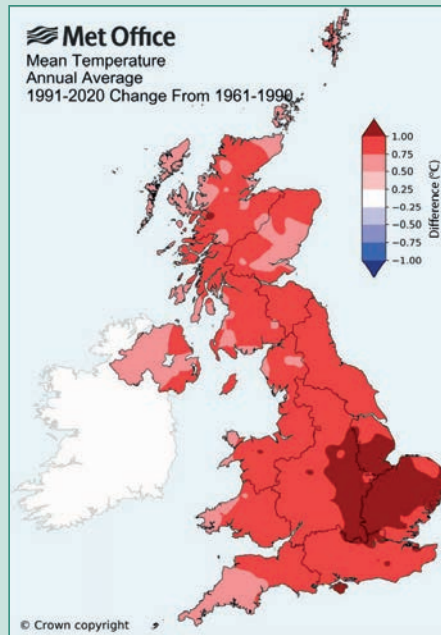 Met Office
Mean Temperature
Annual Average
1991-2020 Change From 1961-1990
1.00
0.75
0.50
0.25
−0.25
−0.50
−0.75
−1.00
Difference (°C)
© Crown copyright